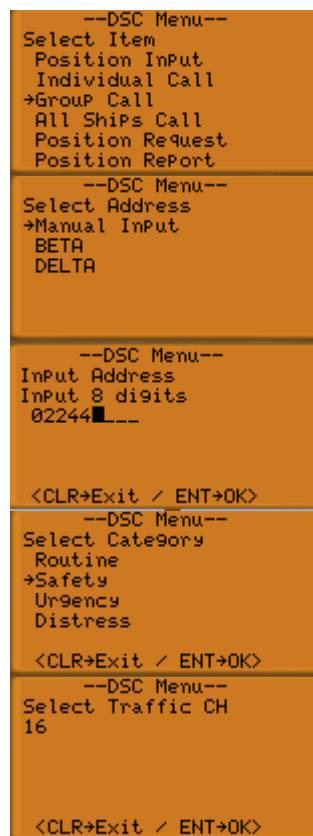 --DSC Menu--
Select Item
Position Input
Individual Call
→Group Call
All Ships Call
Position Request
Position Report
--DSC Menu--
Select Address
→Manual Input
BETA
DELTA
--DSC Menu--
Input Address
Input 8 digits
02244█___
<CLR→Exit / ENT→OK>
--DSC Menu--
Select Category
Routine
→Safety
Urgency
Distress
<CLR→Exit / ENT→OK>
--DSC Menu--
Select Traffic CH
16
<CLR→Exit / ENT→OK>